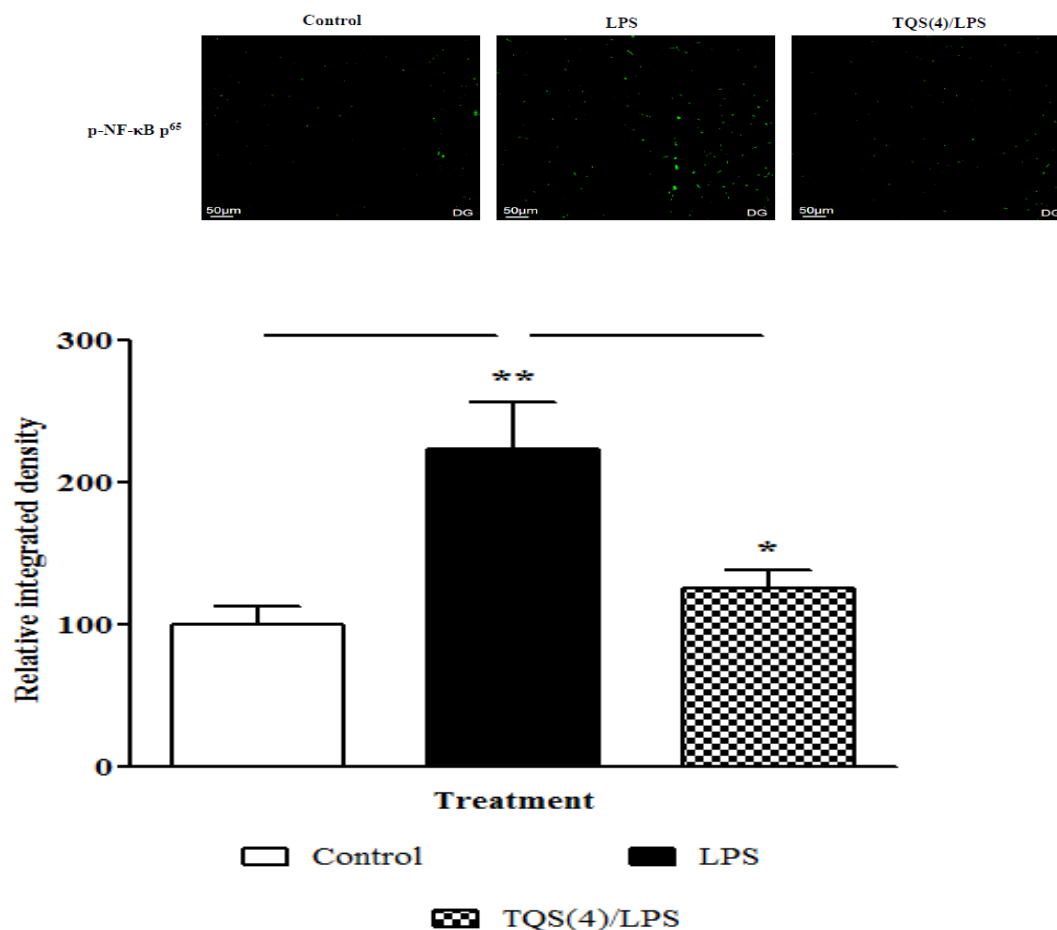 Control LPS TQS(4)/LPS
p-NF-κB p⁶⁵
50μm DG 50μm DG 50μm DG
300
**
200
*
100
0
Relative integrated density
Treatment
Control LPS
TQS(4)/LPS